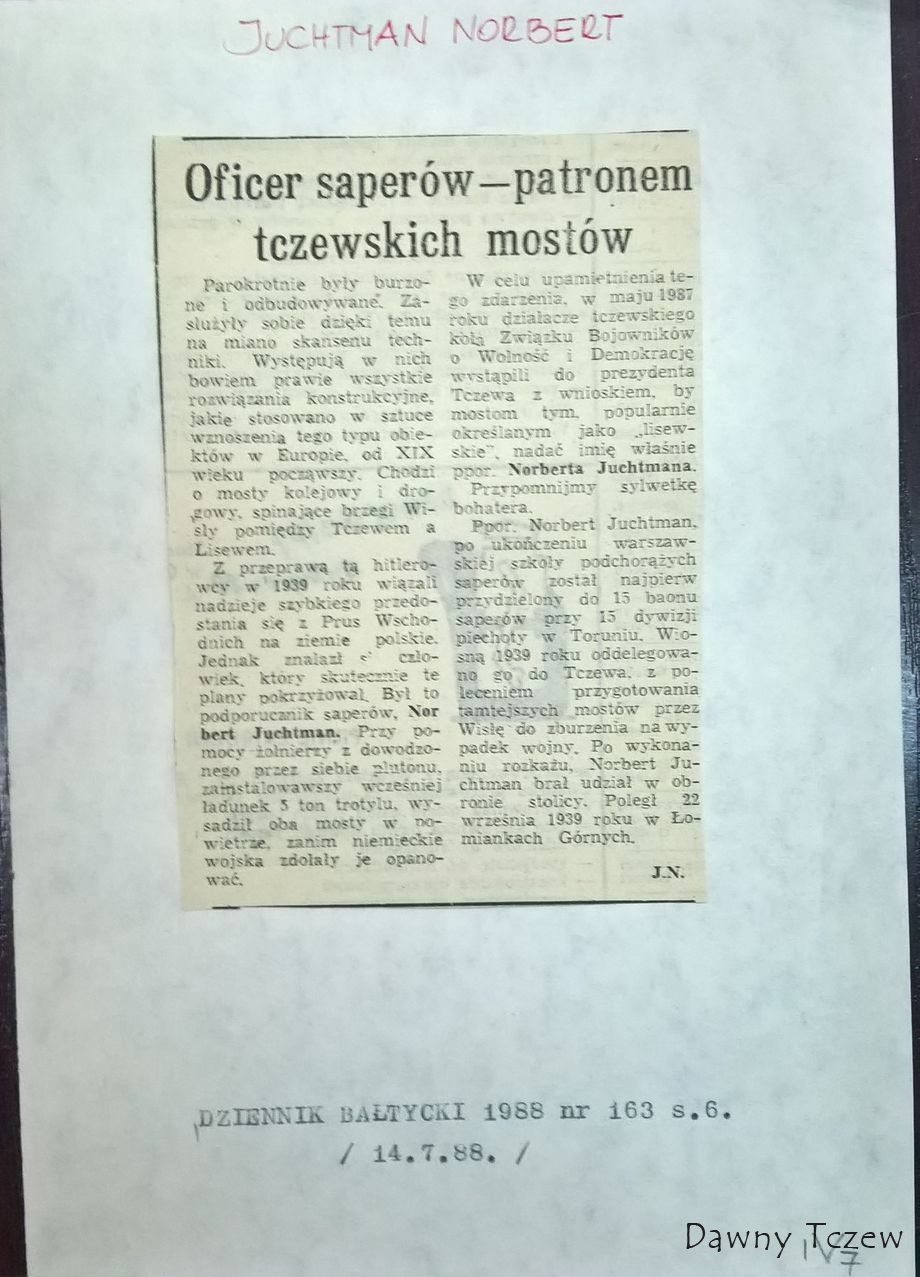 JUCHTMAN NORBERT
Oficer saperów—patronem
tczewskich mostów
Parokrotnie były burzo-
ne i odbudowywane. Za-
służyły sobie dzięki temu
na miano skansenu tech-
niki. Występują w nich
bowiem prawie wszystkie
rozwiązania konstrukcyjne,
jakie stosowano w sztuce
wznoszenia tego typu obie-
któw w Europie, od XIX
wieku począwszy. Chodzi
o mosty kolejowy i dro-
gowy, spinające brzegi Wi-
sły pomiędzy Tczewem a
Lisewem.
Z przeprawą tą hitlero-
wcy w 1939 roku wiązali
nadzieje szybkiego przedo-
stania się z Prus Wscho-
dnich na ziemie polskie.
Jednak znalazł czło-
wiek, który skutecznie te
plany pokrzyżował. Był to
podporucznik saperów, Nor
bert Juchtman. Przy po-
mocy żołnierzy z dowodzo-
nego przez siebie plutonu,
zainstalowawszy wcześniej
ładunek 5 ton trotylu, wy-
sadził oba mosty w po-
wietrze, zanim niemieckie
wojska zdołały je opano-
wać.
W celu upamiętnienia te-
go zdarzenia, w maju 1987
roku działacze tczewskiego
koła Związku Bojowników
o Wolność i Demokrację
wystąpili do prezydenta
Tczewa z wnioskiem, by
mostom tym, popularnie
określanym jako „lisew-
skie", nadać imię właśnie
ppor. Norberta Juchtmana.
Przypomnijmy sylwetkę
bohatera.
Ppor. Norbert Juchtman,
po ukończeniu warszaw-
skiej szkoły podchorążych
saperów został najpierw
przydzielony do 15 baonu
saperów przy 15 dywizji
piechoty w Toruniu. Wio-
sną 1939 roku oddelegowa-
no go do Tczewa, z po-
leceniem przygotowania
tamtejszych mostów przez
Wisłę do zburzenia na wy-
padek wojny. Po wykona-
niu rozkazu, Norbert Ju-
chtman brał udział w ob-
ronie stolicy. Poległ 22
września 1939 roku w Ło-
miankach Górnych.
J.N.
DZIENNIK BAŁTYCKI 1988 nr 163 s.6.
/ 14.7.88. /
Dawny Tczew